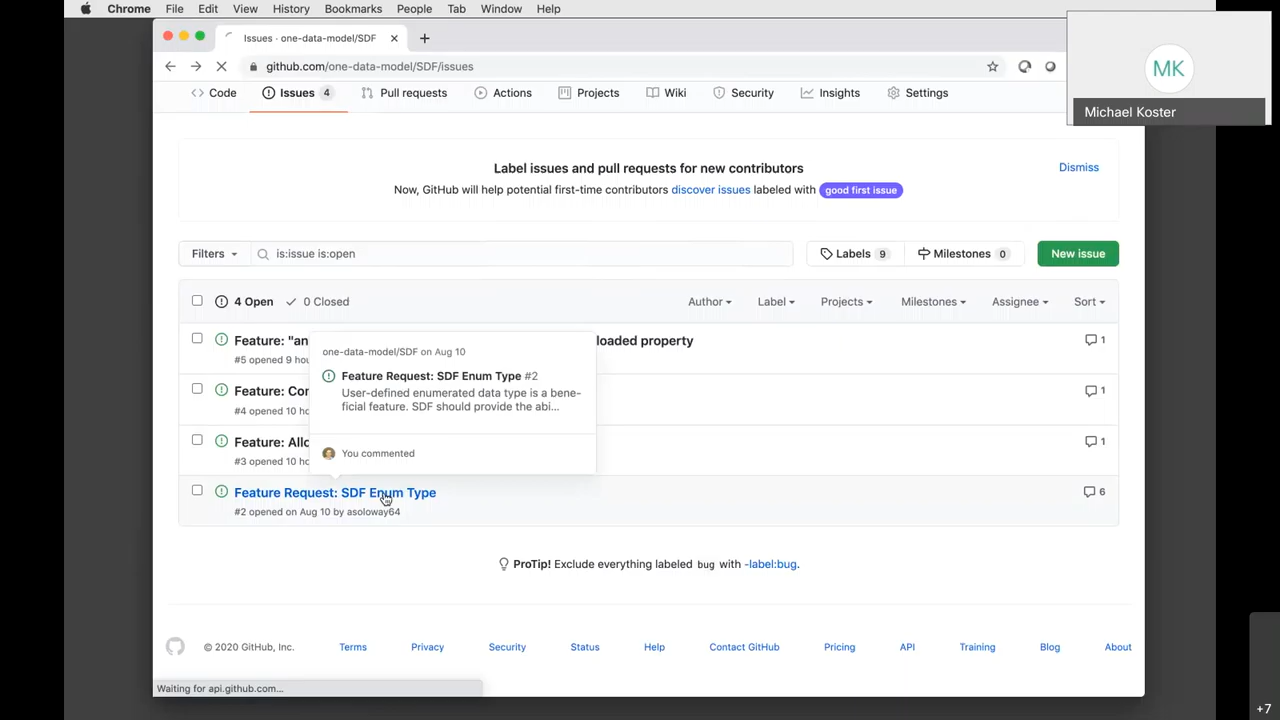 Chrome File Edit View History Bookmarks People Tab Window Help
Issues · one-data-model/SDF
github.com/one-data-model/SDF/issues
MK
Michael Koster
Code Issues 4 Pull requests Actions Projects Wiki Security Insights Settings
Label issues and pull requests for new contributors
Dismiss
Now, GitHub will help potential first-time contributors discover issues labeled with good first issue
Filters is:issue is:open Labels 9 Milestones 0 New issue
4 Open 0 Closed Author Label Projects Milestones Assignee Sort
Feature: "an loaded property 1
#5 opened 9 hou
Feature: Con 1
#4 opened 10 ho
Feature: Allo 1
#3 opened 10 ho
one-data-model/SDF on Aug 10
Feature Request: SDF Enum Type #2
User-defined enumerated data type is a bene-
ficial feature. SDF should provide the abi...
You commented
Feature Request: SDF Enum Type 6
#2 opened on Aug 10 by asoloway64
ProTip! Exclude everything labeled bug with -label:bug.
© 2020 GitHub, Inc. Terms Privacy Security Status Help Contact GitHub Pricing API Training Blog About
Waiting for api.github.com...
+7